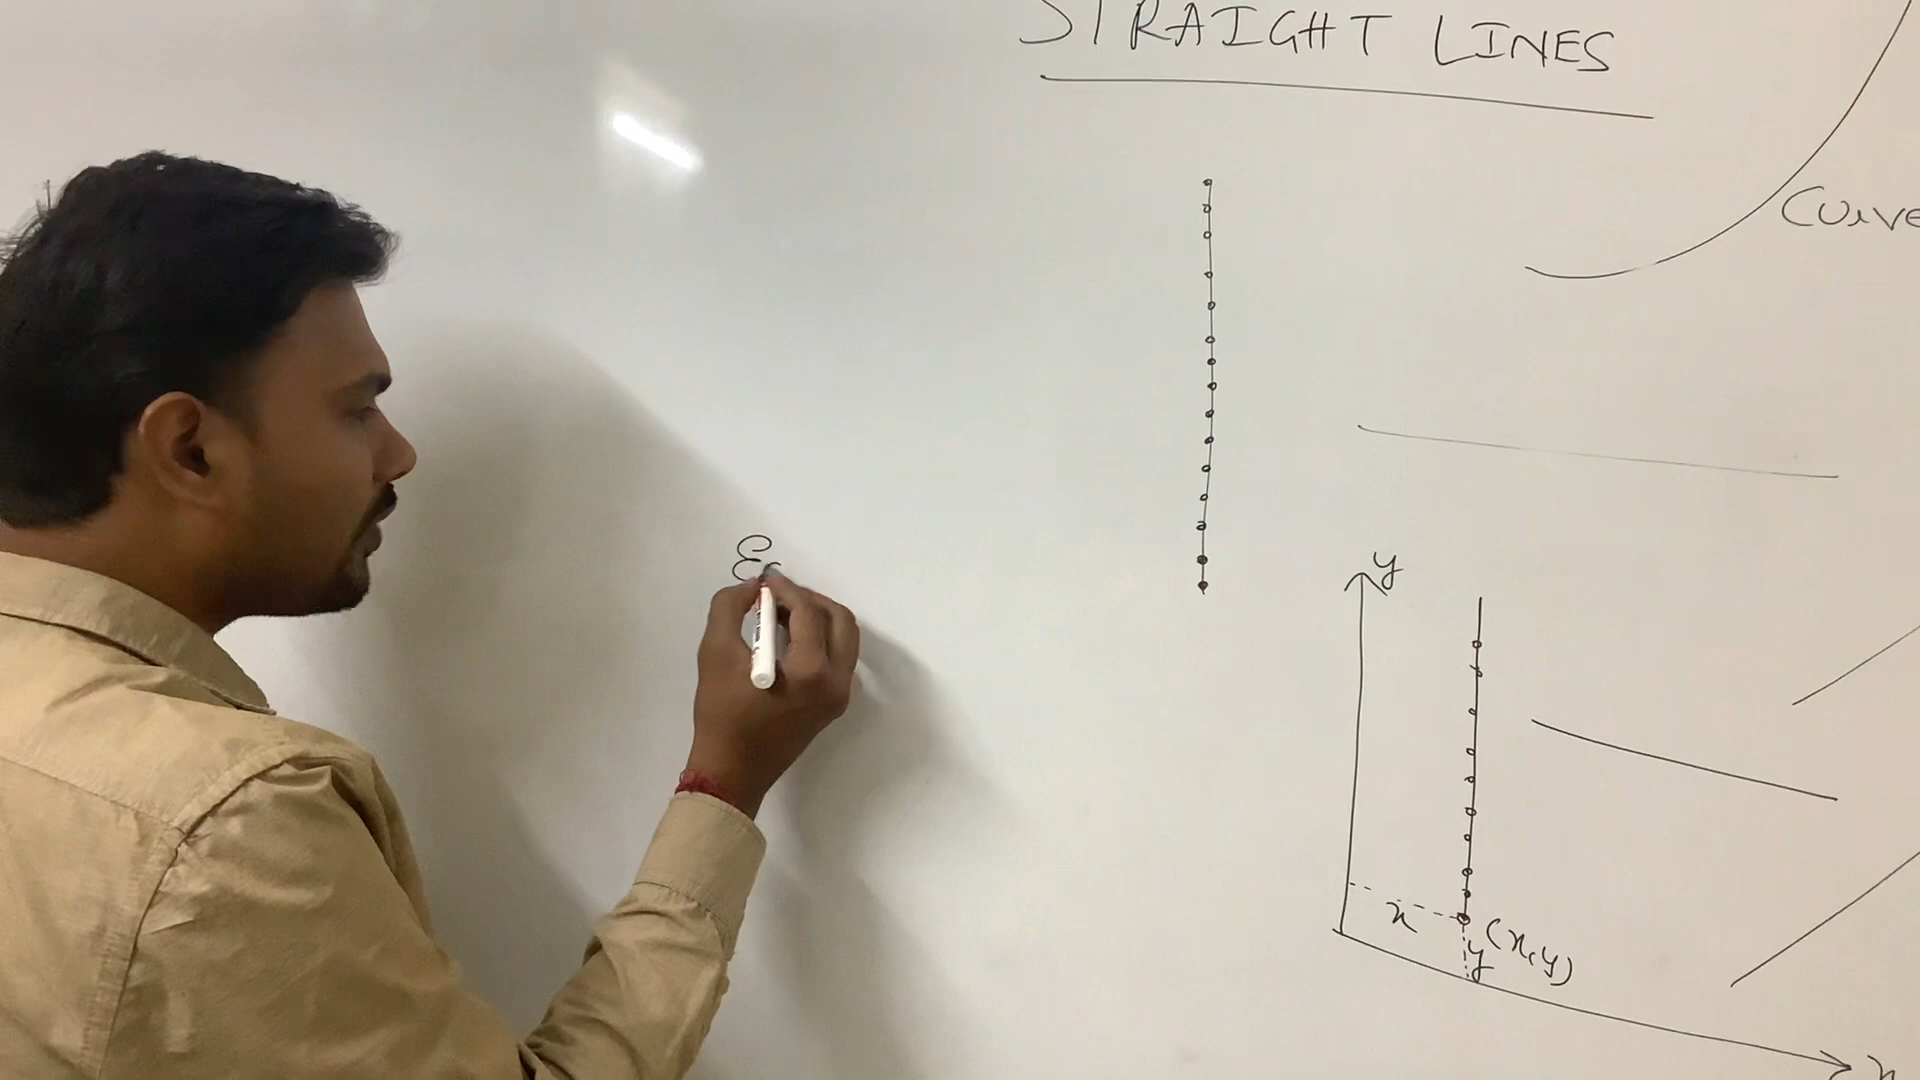 STRAIGHT LINES
Curve
E
y
x
(x,y)
y
x